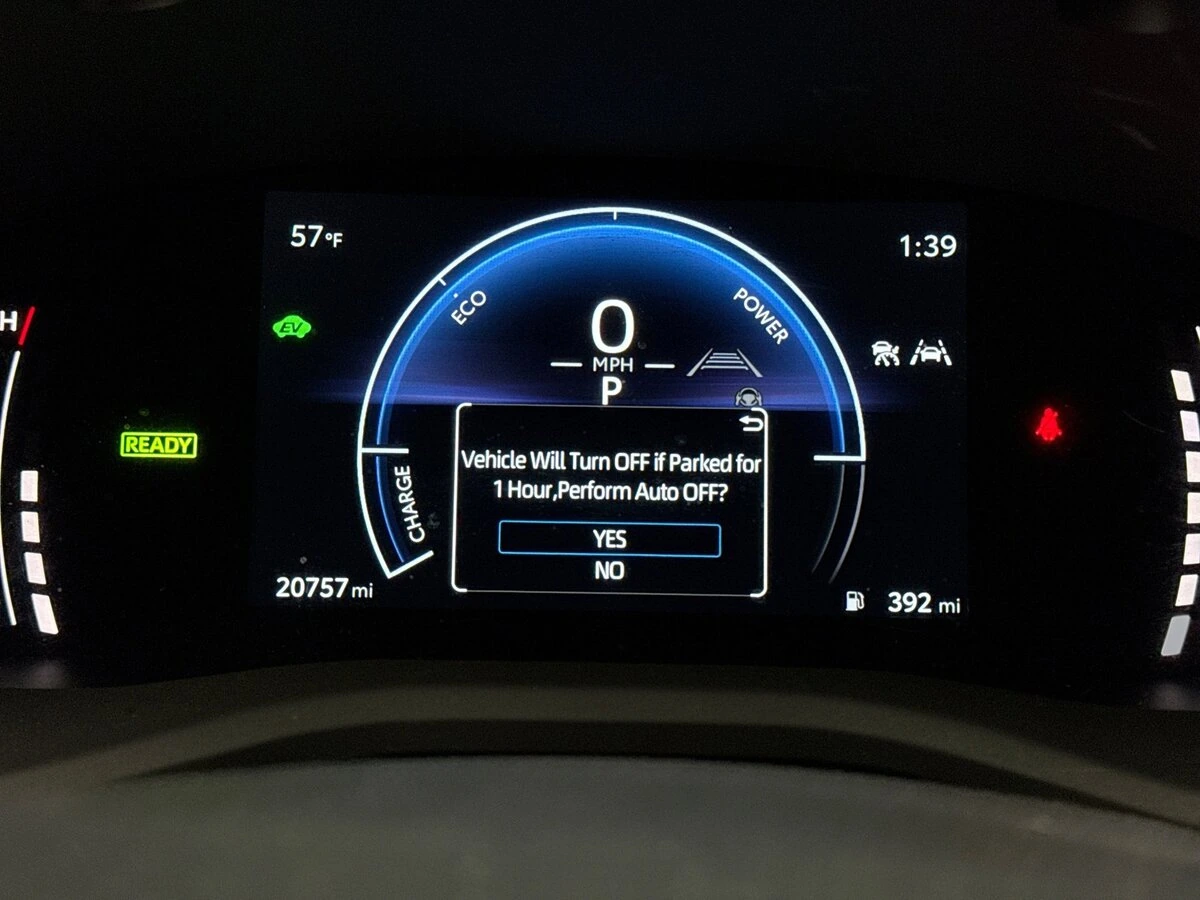 57°F
1:39
ECO
POWER
0
MPH
P
EV
H
READY
CHARGE
Vehicle Will Turn OFF if Parked for
1 Hour,Perform Auto OFF?
YES
NO
20757 mi
392 mi